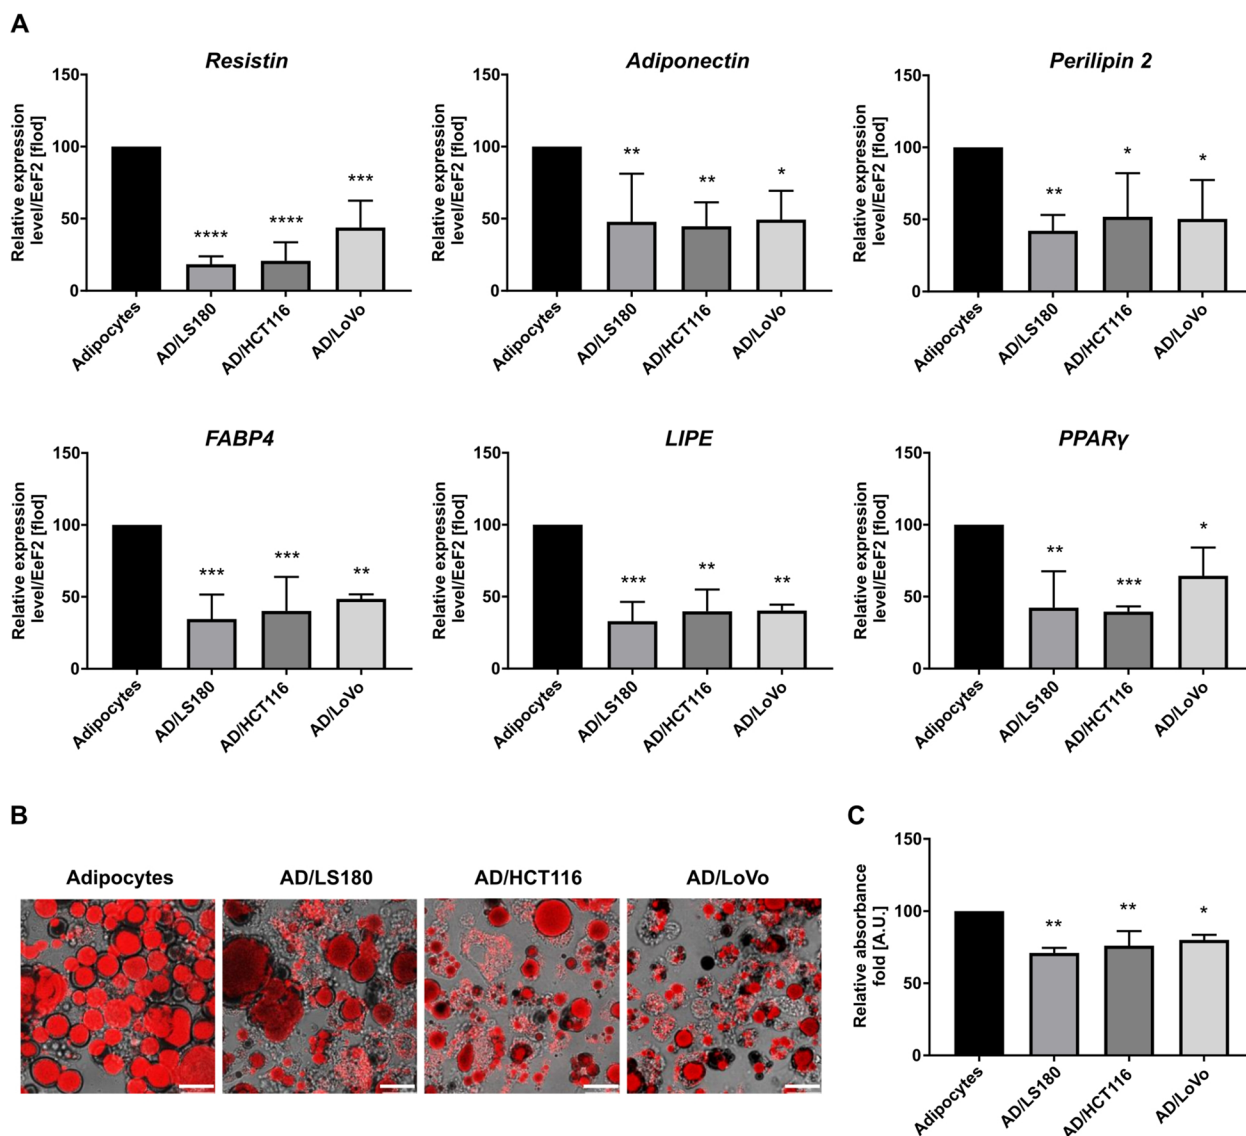 A
Resistin
Relative expression
level/EeF2 [flod]
150
100
50
0
****
****
***
Adipocytes
AD/LS180
AD/HCT116
AD/LoVo
Adiponectin
Relative expression
level/EeF2 [flod]
150
100
50
0
**
**
*
Adipocytes
AD/LS180
AD/HCT116
AD/LoVo
Perilipin 2
Relative expression
level/EeF2 [flod]
150
100
50
0
**
*
*
Adipocytes
AD/LS180
AD/HCT116
AD/LoVo
FABP4
Relative expression
level/EeF2 [flod]
150
100
50
0
***
***
**
Adipocytes
AD/LS180
AD/HCT116
AD/LoVo
LIPE
Relative expression
level/EeF2 [flod]
150
100
50
0
***
**
**
Adipocytes
AD/LS180
AD/HCT116
AD/LoVo
PPARγ
Relative expression
level/EeF2 [flod]
150
100
50
0
**
***
*
Adipocytes
AD/LS180
AD/HCT116
AD/LoVo
B
Adipocytes
AD/LS180
AD/HCT116
AD/LoVo
C
Relative absorbance
fold [A.U.]
150
100
50
0
**
**
*
Adipocytes
AD/LS180
AD/HCT116
AD/LoVo